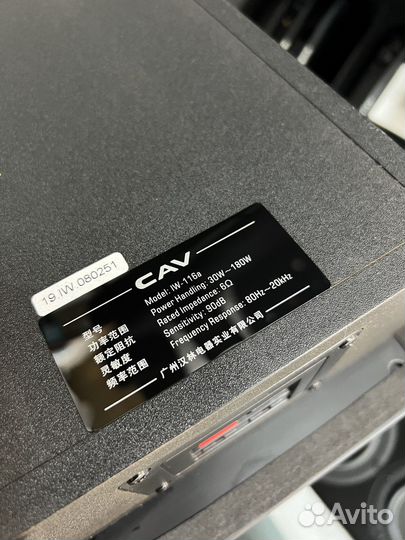 19.IW.080251
CAV
型号 Model: IW-116a
功率范围 Power Handling: 30W~180W
额定阻抗 Rated Impedance: 6Ω
灵敏度 Sensitivity: 90dB
频率范围 Frequency Response: 80Hz~20kHz
广州汉林电器实业有限公司
Avito